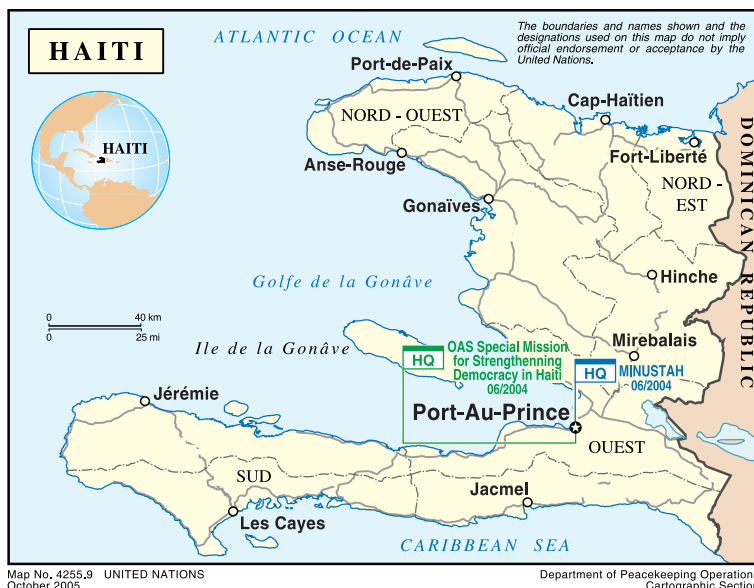 HAITI
ATLANTIC OCEAN
The boundaries and names shown and the
designations used on this map do not imply
official endorsement or acceptance by the
United Nations.
Port-de-Paix
Cap-Haïtien
NORD - OUEST
HAITI
Anse-Rouge
Fort-Liberté
NORD -
EST
Gonaïves
DOMINICAN REPUBLIC
Golfe de la Gonâve
Hinche
0 40 km
0 25 mi
Ile de la Gonâve
HQ
OAS Special Mission
for Strengthenning
Democracy in Haiti
06/2004
Mirebalais
HQ
MINUSTAH
06/2004
Jérémie
Port-Au-Prince
OUEST
SUD
Jacmel
Les Cayes
CARIBBEAN SEA
Map No. 4255.9 UNITED NATIONS
October 2005
Department of Peacekeeping Operation
Cartographic Section